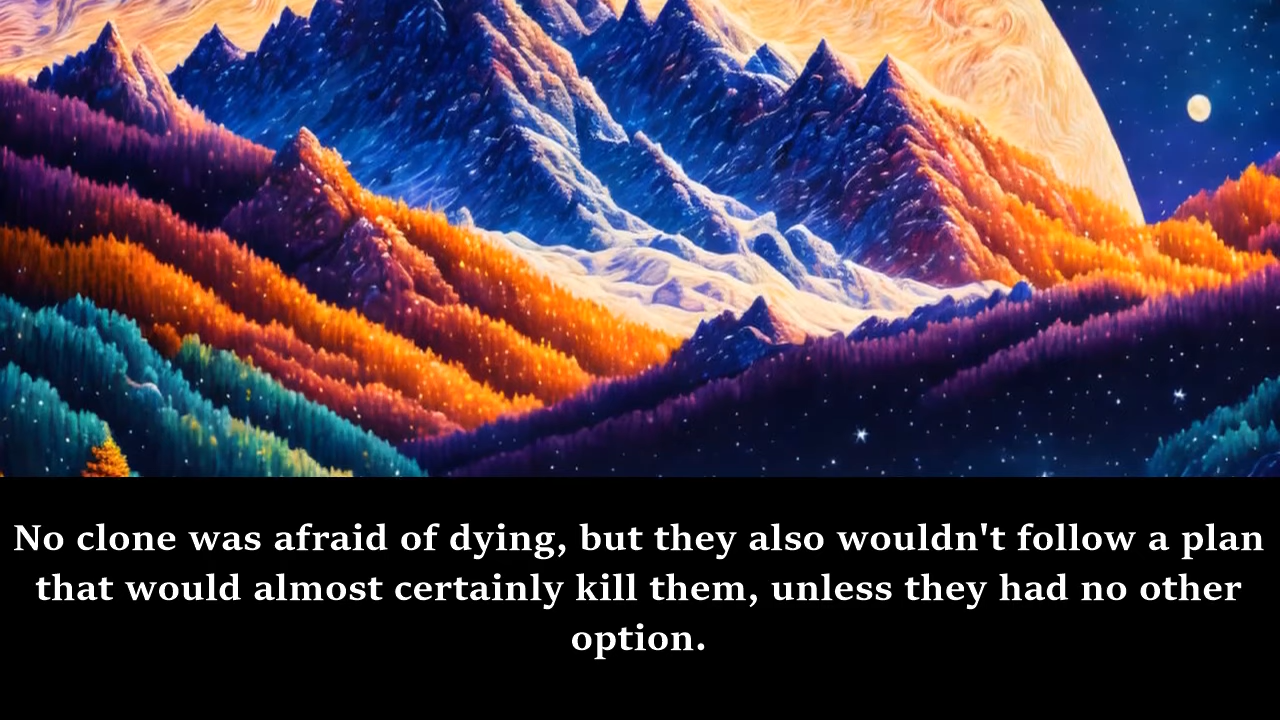 No clone was afraid of dying, but they also wouldn't follow a plan
that would almost certainly kill them, unless they had no other
option.